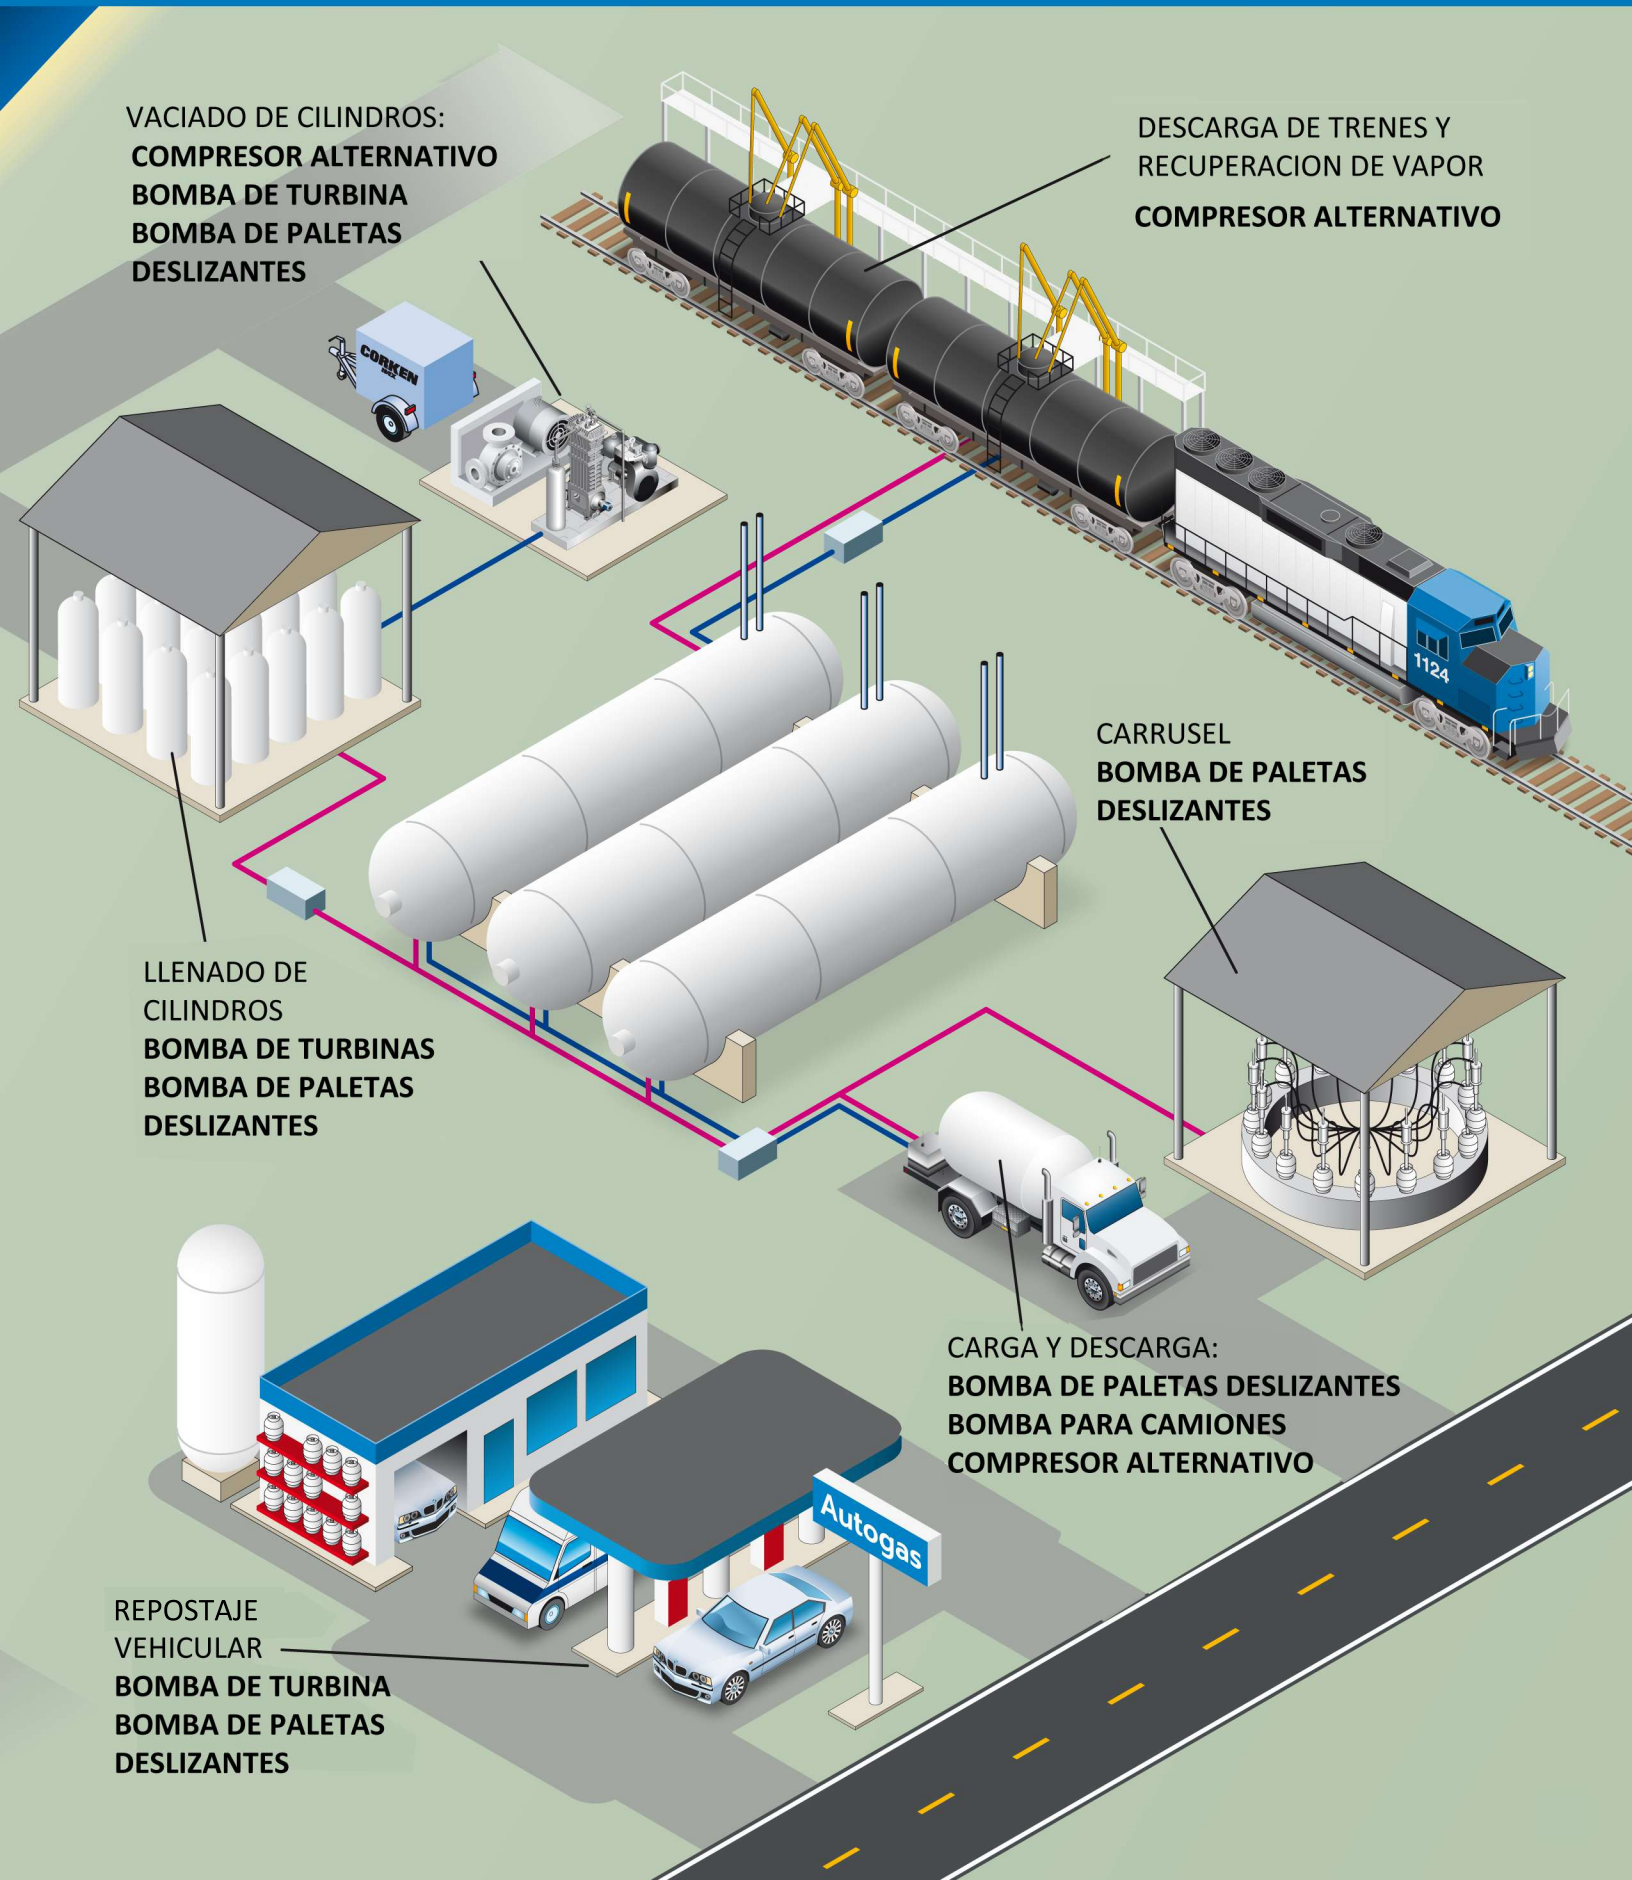 VACIADO DE CILINDROS:
COMPRESOR ALTERNATIVO
BOMBA DE TURBINA
BOMBA DE PALETAS
DESLIZANTES
DESCARGA DE TRENES Y
RECUPERACION DE VAPOR
COMPRESOR ALTERNATIVO
CORKEN
1124
CARRUSEL
BOMBA DE PALETAS
DESLIZANTES
LLENADO DE
CILINDROS
BOMBA DE TURBINAS
BOMBA DE PALETAS
DESLIZANTES
CARGA Y DESCARGA:
BOMBA DE PALETAS DESLIZANTES
BOMBA PARA CAMIONES
COMPRESOR ALTERNATIVO
Autogas
REPOSTAJE
VEHICULAR
BOMBA DE TURBINA
BOMBA DE PALETAS
DESLIZANTES